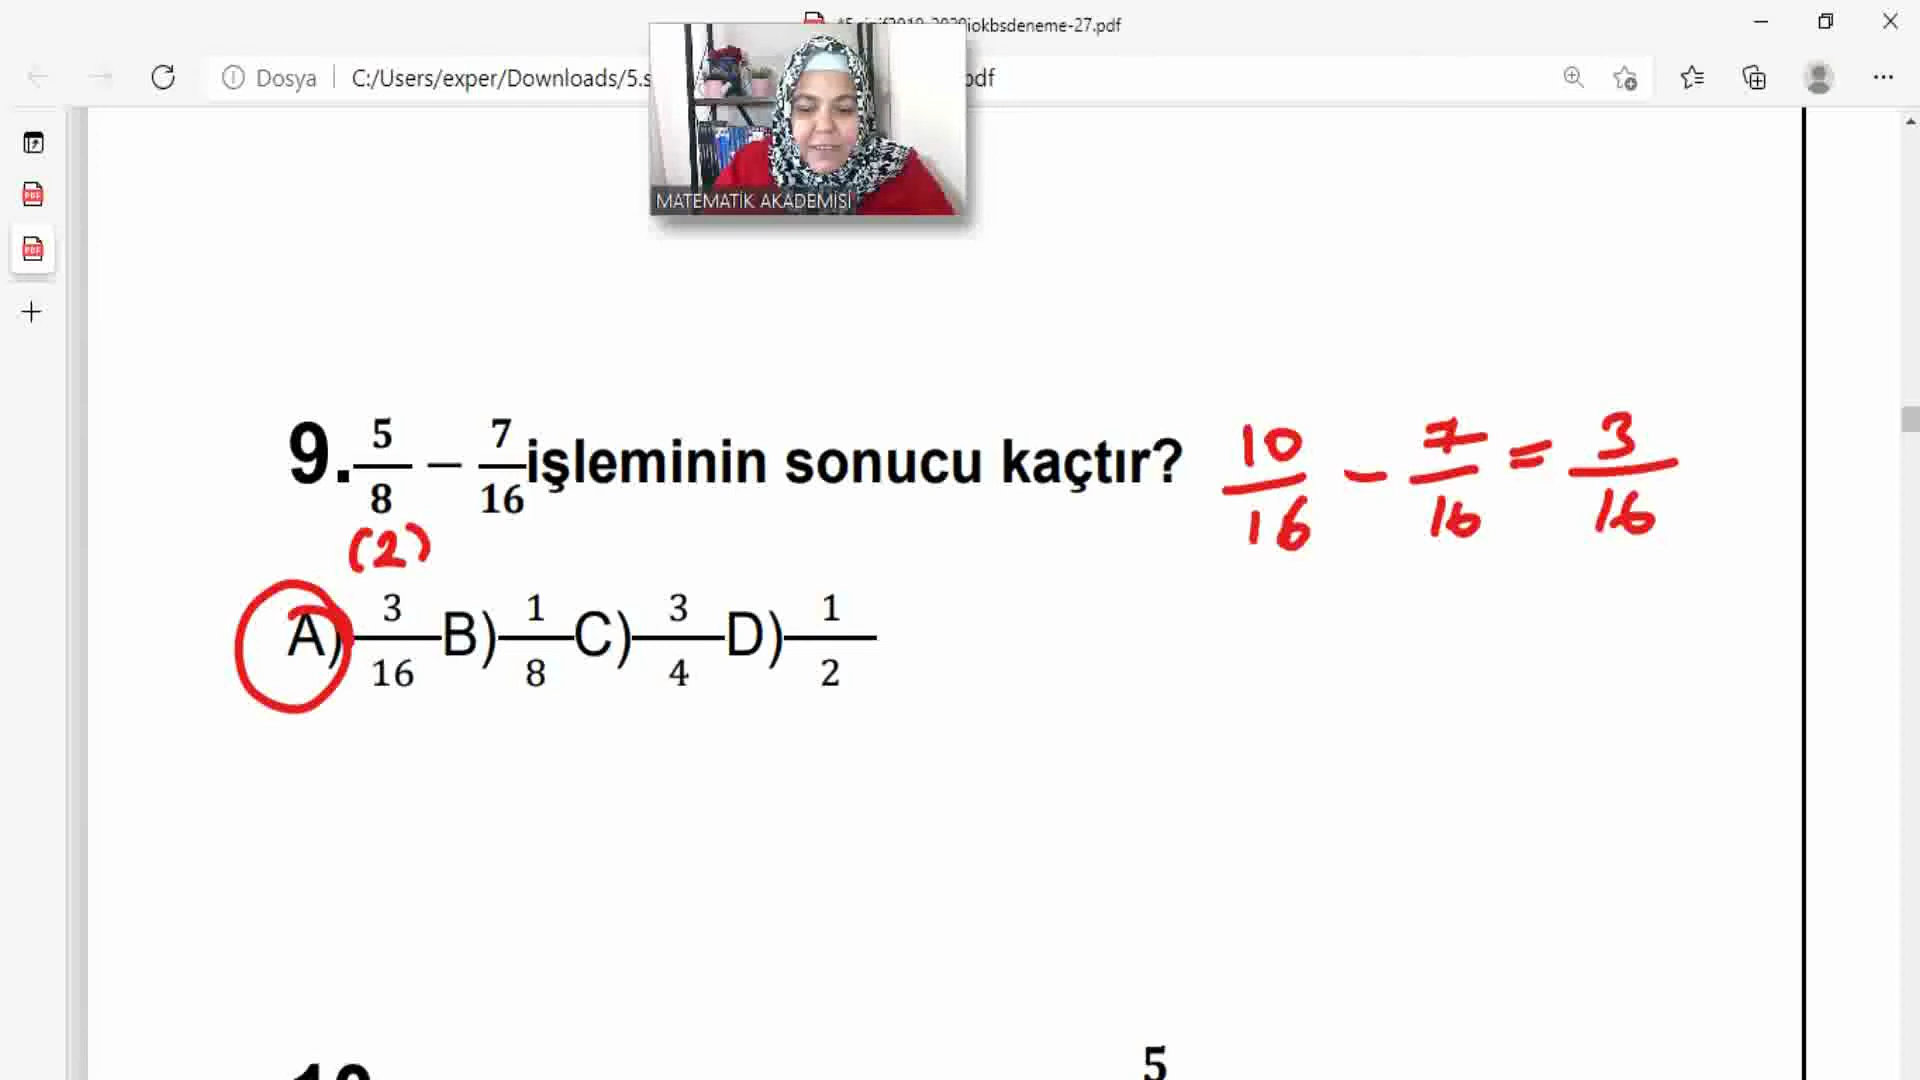 iokbsdeneme-27.pdf
Dosya C:/Users/exper/Downloads/5.s pdf
MATEMATİK AKADEMİSİ
9. 5/8 − 7/16 işleminin sonucu kaçtır? 10/16 - 7/16 = 3/16
(2)
A) 3/16 B) 1/8 C) 3/4 D) 1/2
5